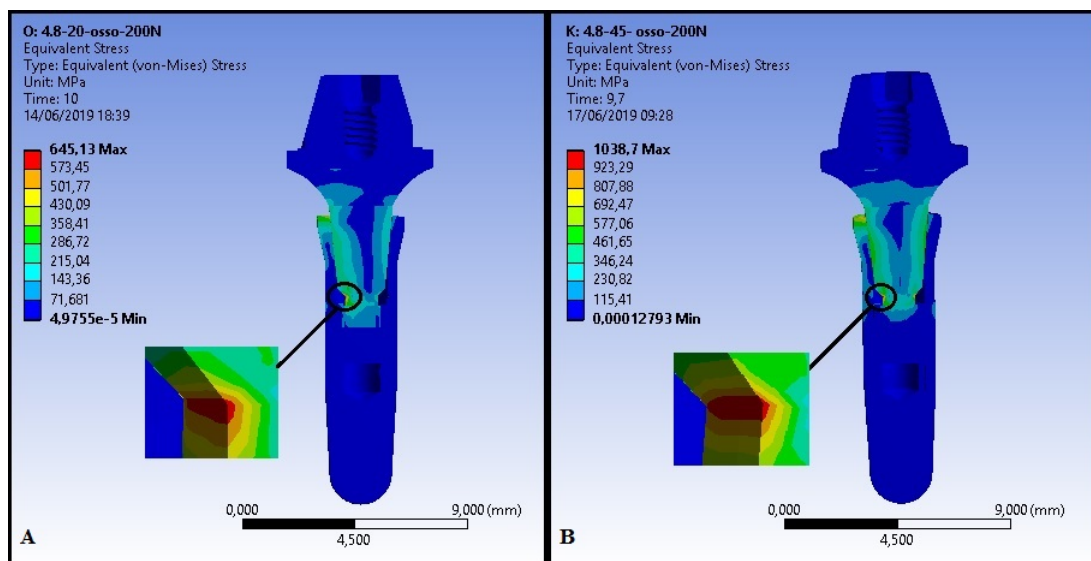 O: 4.8-20-osso-200N
Equivalent Stress
Type: Equivalent (von-Mises) Stress
Unit: MPa
Time: 10
14/06/2019 18:39
645,13 Max
573,45
501,77
430,09
358,41
286,72
215,04
143,36
71,681
4,9755e-5 Min
0,000
9,000 (mm)
4,500
A
K: 4.8-45- osso-200N
Equivalent Stress
Type: Equivalent (von-Mises) Stress
Unit: MPa
Time: 9,7
17/06/2019 09:28
1038,7 Max
923,29
807,88
692,47
577,06
461,65
346,24
230,82
115,41
0,00012793 Min
0,000
9,000 (mm)
4,500
B